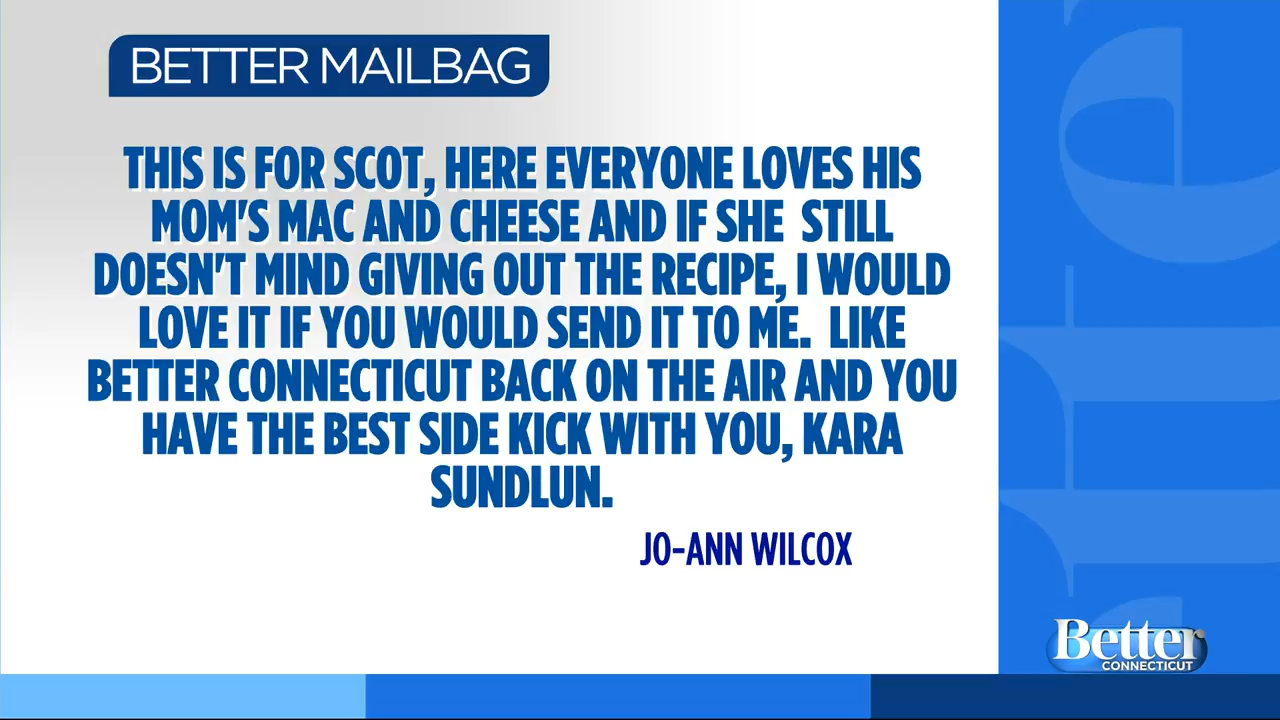 BETTER MAILBAG
THIS IS FOR SCOT, HERE EVERYONE LOVES HIS
MOM'S MAC AND CHEESE AND IF SHE  STILL
DOESN'T MIND GIVING OUT THE RECIPE, I WOULD
LOVE IT IF YOU WOULD SEND IT TO ME.  LIKE
BETTER CONNECTICUT BACK ON THE AIR AND YOU
HAVE THE BEST SIDE KICK WITH YOU, KARA
SUNDLUN.
JO-ANN WILCOX
Better
CONNECTICUT